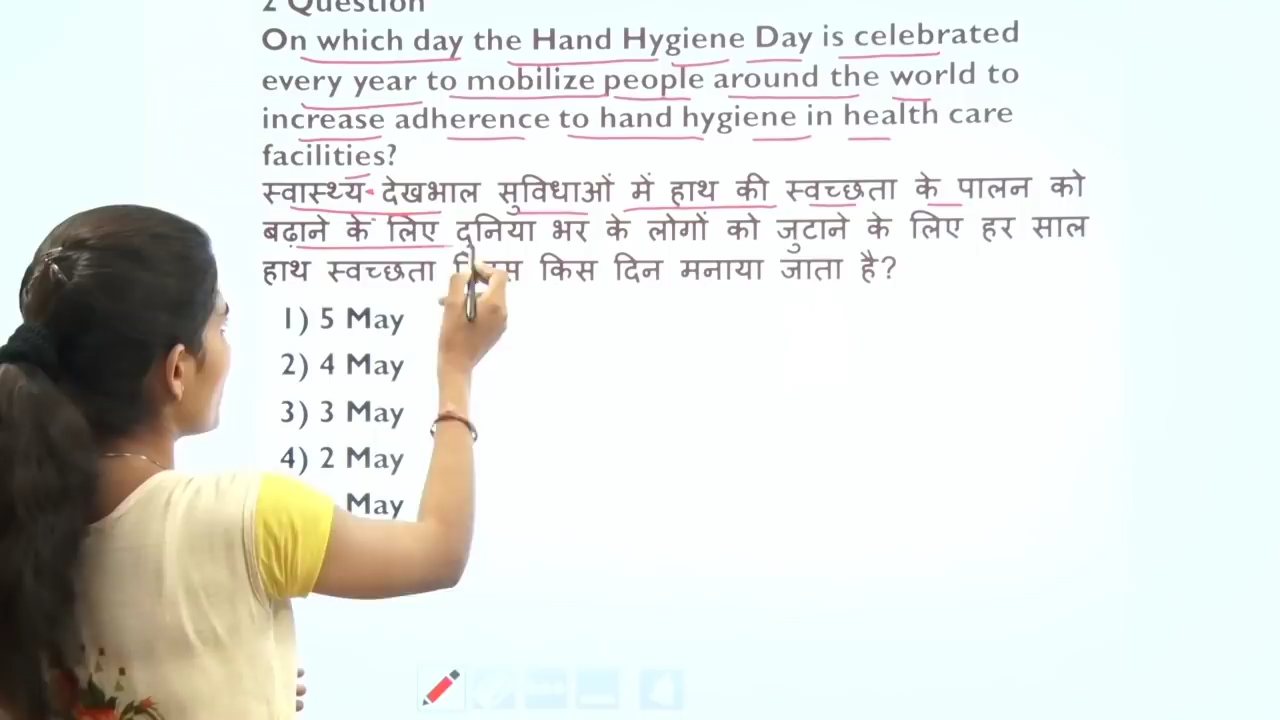 2 Question
On which day the Hand Hygiene Day is celebrated
every year to mobilize people around the world to
increase adherence to hand hygiene in health care
facilities?
स्वास्थ्य देखभाल सुविधाओं में हाथ की स्वच्छता के पालन को
बढ़ाने के लिए दुनिया भर के लोगों को जुटाने के लिए हर साल
हाथ स्वच्छता किस दिन मनाया जाता है?
1) 5 May
2) 4 May
3) 3 May
4) 2 May
May